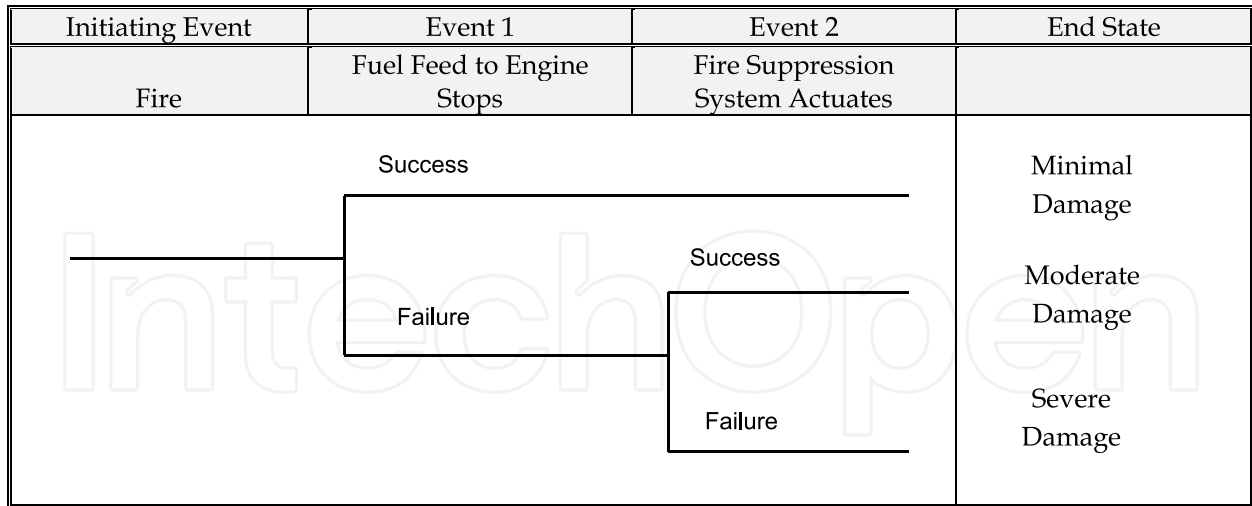 Initiating Event Event 1 Event 2 End State
Fire Fuel Feed to Engine Fire Suppression
Stops System Actuates
Success
Minimal
Damage
Success
Moderate
Damage
Failure
Severe
Damage
Failure
IntechOpen